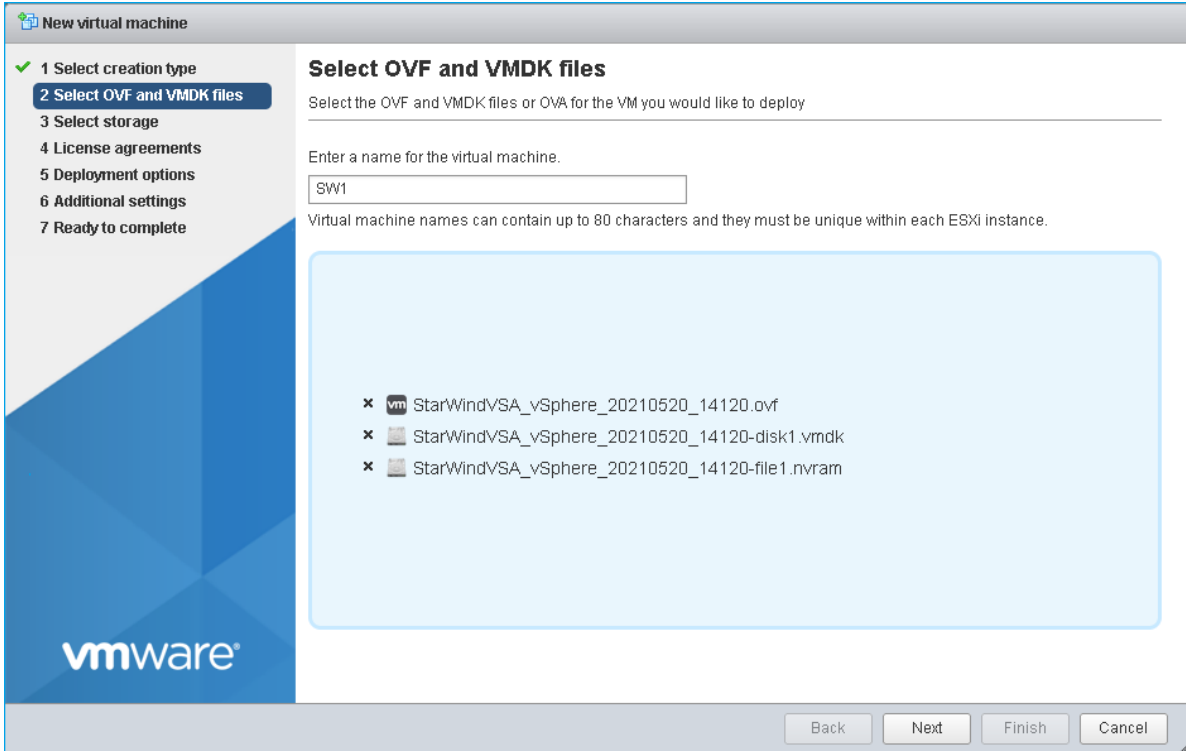 New virtual machine
1 Select creation type
2 Select OVF and VMDK files
3 Select storage
4 License agreements
5 Deployment options
6 Additional settings
7 Ready to complete
vmware®
Select OVF and VMDK files
Select the OVF and VMDK files or OVA for the VM you would like to deploy
Enter a name for the virtual machine.
SW1
Virtual machine names can contain up to 80 characters and they must be unique within each ESXi instance.
vm StarWindVSA_vSphere_20210520_14120.ovf
StarWindVSA_vSphere_20210520_14120-disk1.vmdk
StarWindVSA_vSphere_20210520_14120-file1.nvram
Back Next Finish Cancel